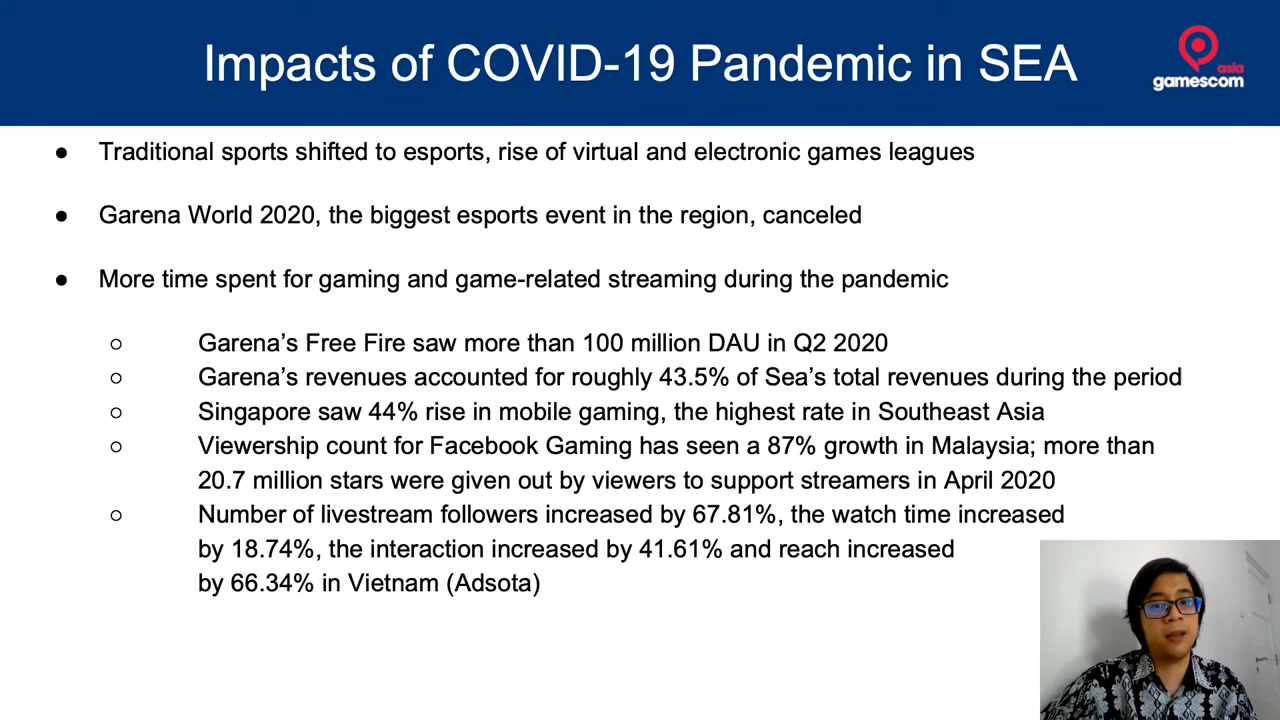 Impacts of COVID-19 Pandemic in SEA
asia
gamescom
● Traditional sports shifted to esports, rise of virtual and electronic games leagues
● Garena World 2020, the biggest esports event in the region, canceled
● More time spent for gaming and game-related streaming during the pandemic
○ Garena’s Free Fire saw more than 100 million DAU in Q2 2020
○ Garena’s revenues accounted for roughly 43.5% of Sea’s total revenues during the period
○ Singapore saw 44% rise in mobile gaming, the highest rate in Southeast Asia
○ Viewership count for Facebook Gaming has seen a 87% growth in Malaysia; more than
20.7 million stars were given out by viewers to support streamers in April 2020
○ Number of livestream followers increased by 67.81%, the watch time increased
by 18.74%, the interaction increased by 41.61% and reach increased
by 66.34% in Vietnam (Adsota)